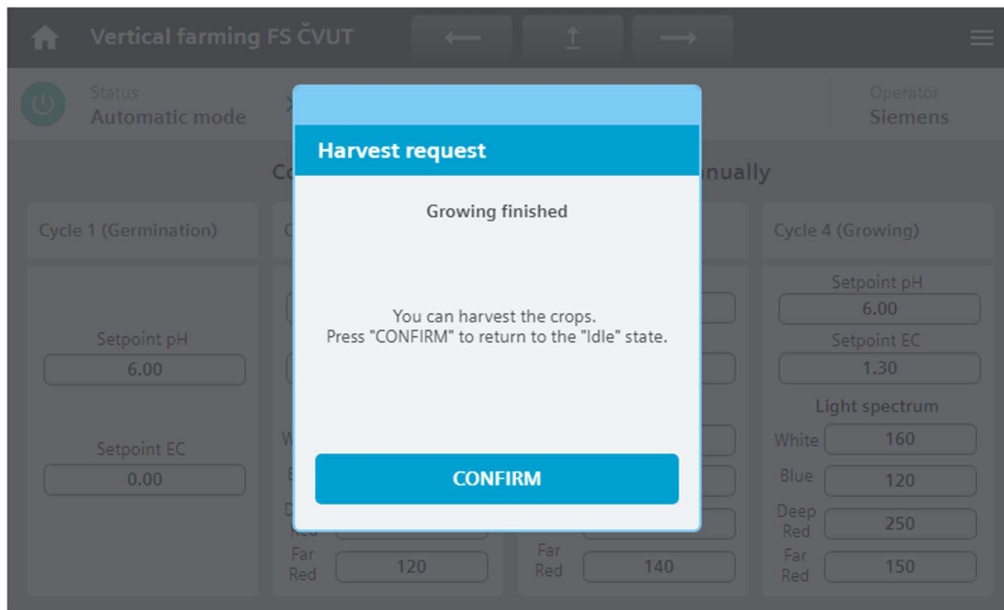 Vertical farming FS ČVUT
Status
Automatic mode
Operator
Siemens
Harvest request
Growing finished
You can harvest the crops.
Press "CONFIRM" to return to the "Idle" state.
CONFIRM
Cycle 1 (Germination)
Setpoint pH
6.00
Setpoint EC
0.00
Far
Red
120
Far
Red
140
Cycle 4 (Growing)
Setpoint pH
6.00
Setpoint EC
1.30
Light spectrum
White 160
Blue 120
Deep
Red
250
Far
Red
150